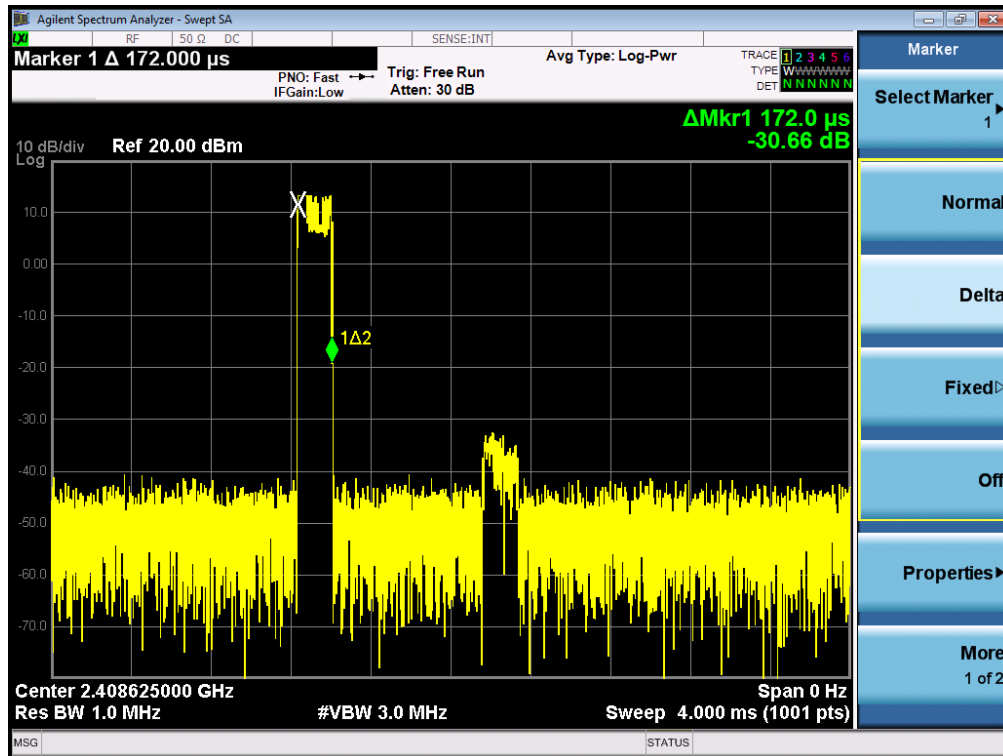 Agilent Spectrum Analyzer - Swept SA
LXI RF 50 Ω DC SENSE:INT
Marker 1 Δ 172.000 µs
PNO: Fast
IFGain:Low
Trig: Free Run
Atten: 30 dB
Avg Type: Log-Pwr
TRACE 1 2 3 4 5 6
TYPE WWWWWW
DET N N N N N N
ΔMkr1 172.0 µs
-30.66 dB
10 dB/div Ref 20.00 dBm
Log
10.0
0.00
-10.0
-20.0
-30.0
-40.0
-50.0
-60.0
-70.0
1Δ2
Center 2.408625000 GHz Span 0 Hz
Res BW 1.0 MHz #VBW 3.0 MHz Sweep 4.000 ms (1001 pts)
MSG STATUS
Marker
Select Marker
1
Normal
Delta
Fixed
Off
Properties
More
1 of 2